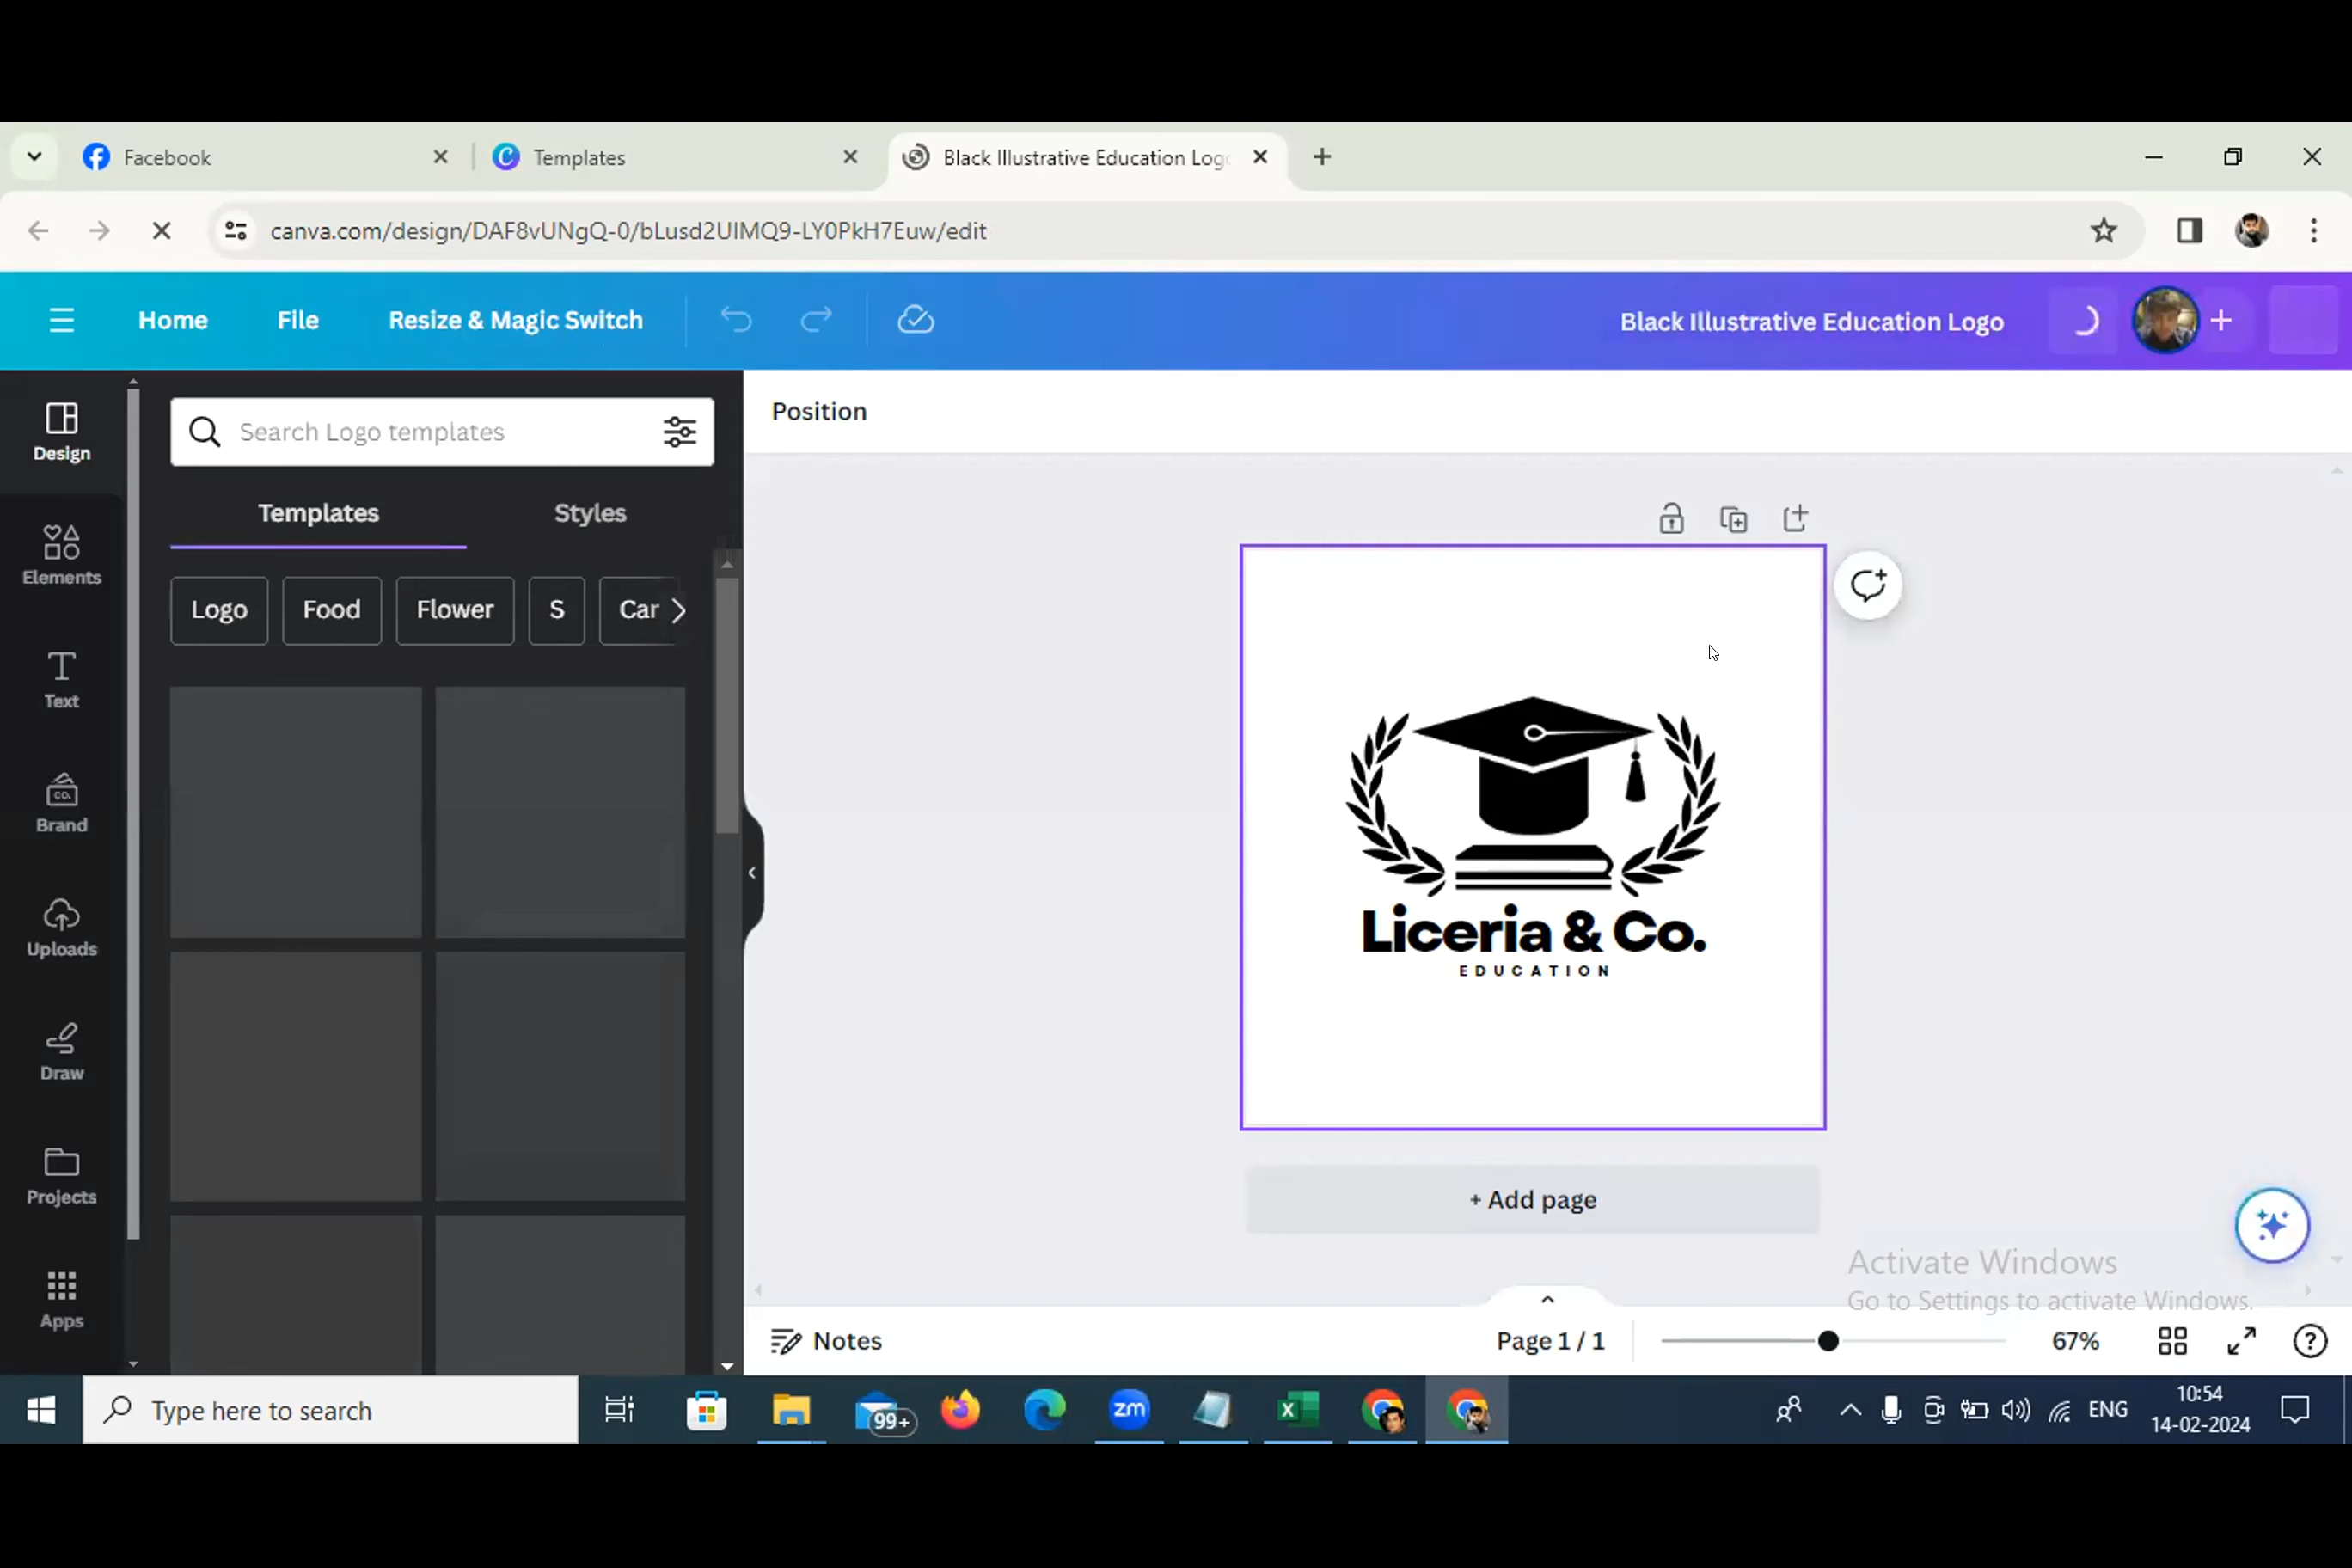 Facebook
Templates
Black Illustrative Education Logo
canva.com/design/DAF8vUNgQ-0/bLusd2UIMQ9-LY0PkH7Euw/edit
Home
File
Resize & Magic Switch
Black Illustrative Education Logo
Design
Elements
Text
Brand
CO.
Uploads
Draw
Projects
Apps
Search Logo templates
Templates
Styles
Logo
Food
Flower
S
Car
Position
Liceria & Co.
EDUCATION
+ Add page
Activate Windows
Go to Settings to activate Windows.
Notes
Page 1 / 1
67%
Type here to search
99+
zm
ENG
10:54
14-02-2024